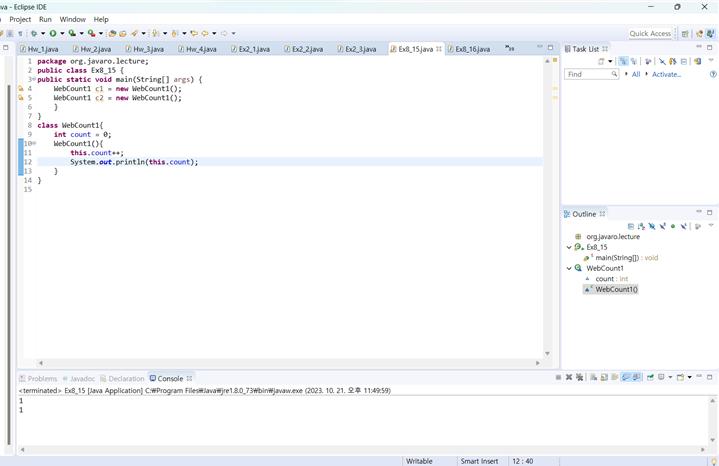 va - Eclipse IDE
Project Run Window Help
Quick Access
Hw_1.java Hw_2.java Hw_3.java Hw_4.java Ex2_1.java Ex2_2.java Ex2_3.java Ex8_15.java Ex8_16.java
Task List
Find All Activate...
1 package org.javaro.lecture;
2 public class Ex8_15 {
3 public static void main(String[] args) {
4 WebCount1 c1 = new WebCount1();
5 WebCount1 c2 = new WebCount1();
6 }
7 }
8 class WebCount1{
9 int count = 0;
10 WebCount1(){
11 this.count++;
12 System.out.println(this.count);
13 }
14 }
15
Outline
org.javaro.lecture
Ex8_15
main(String[]) : void
WebCount1
count : int
WebCount1()
Problems Javadoc Declaration Console
<terminated> Ex8_15 [Java Application] C:₩Program Files₩Java₩jre1.8.0_73₩bin₩javaw.exe (2023. 10. 21. 오후 11:49:59)
1
1
Writable Smart Insert 12 : 40